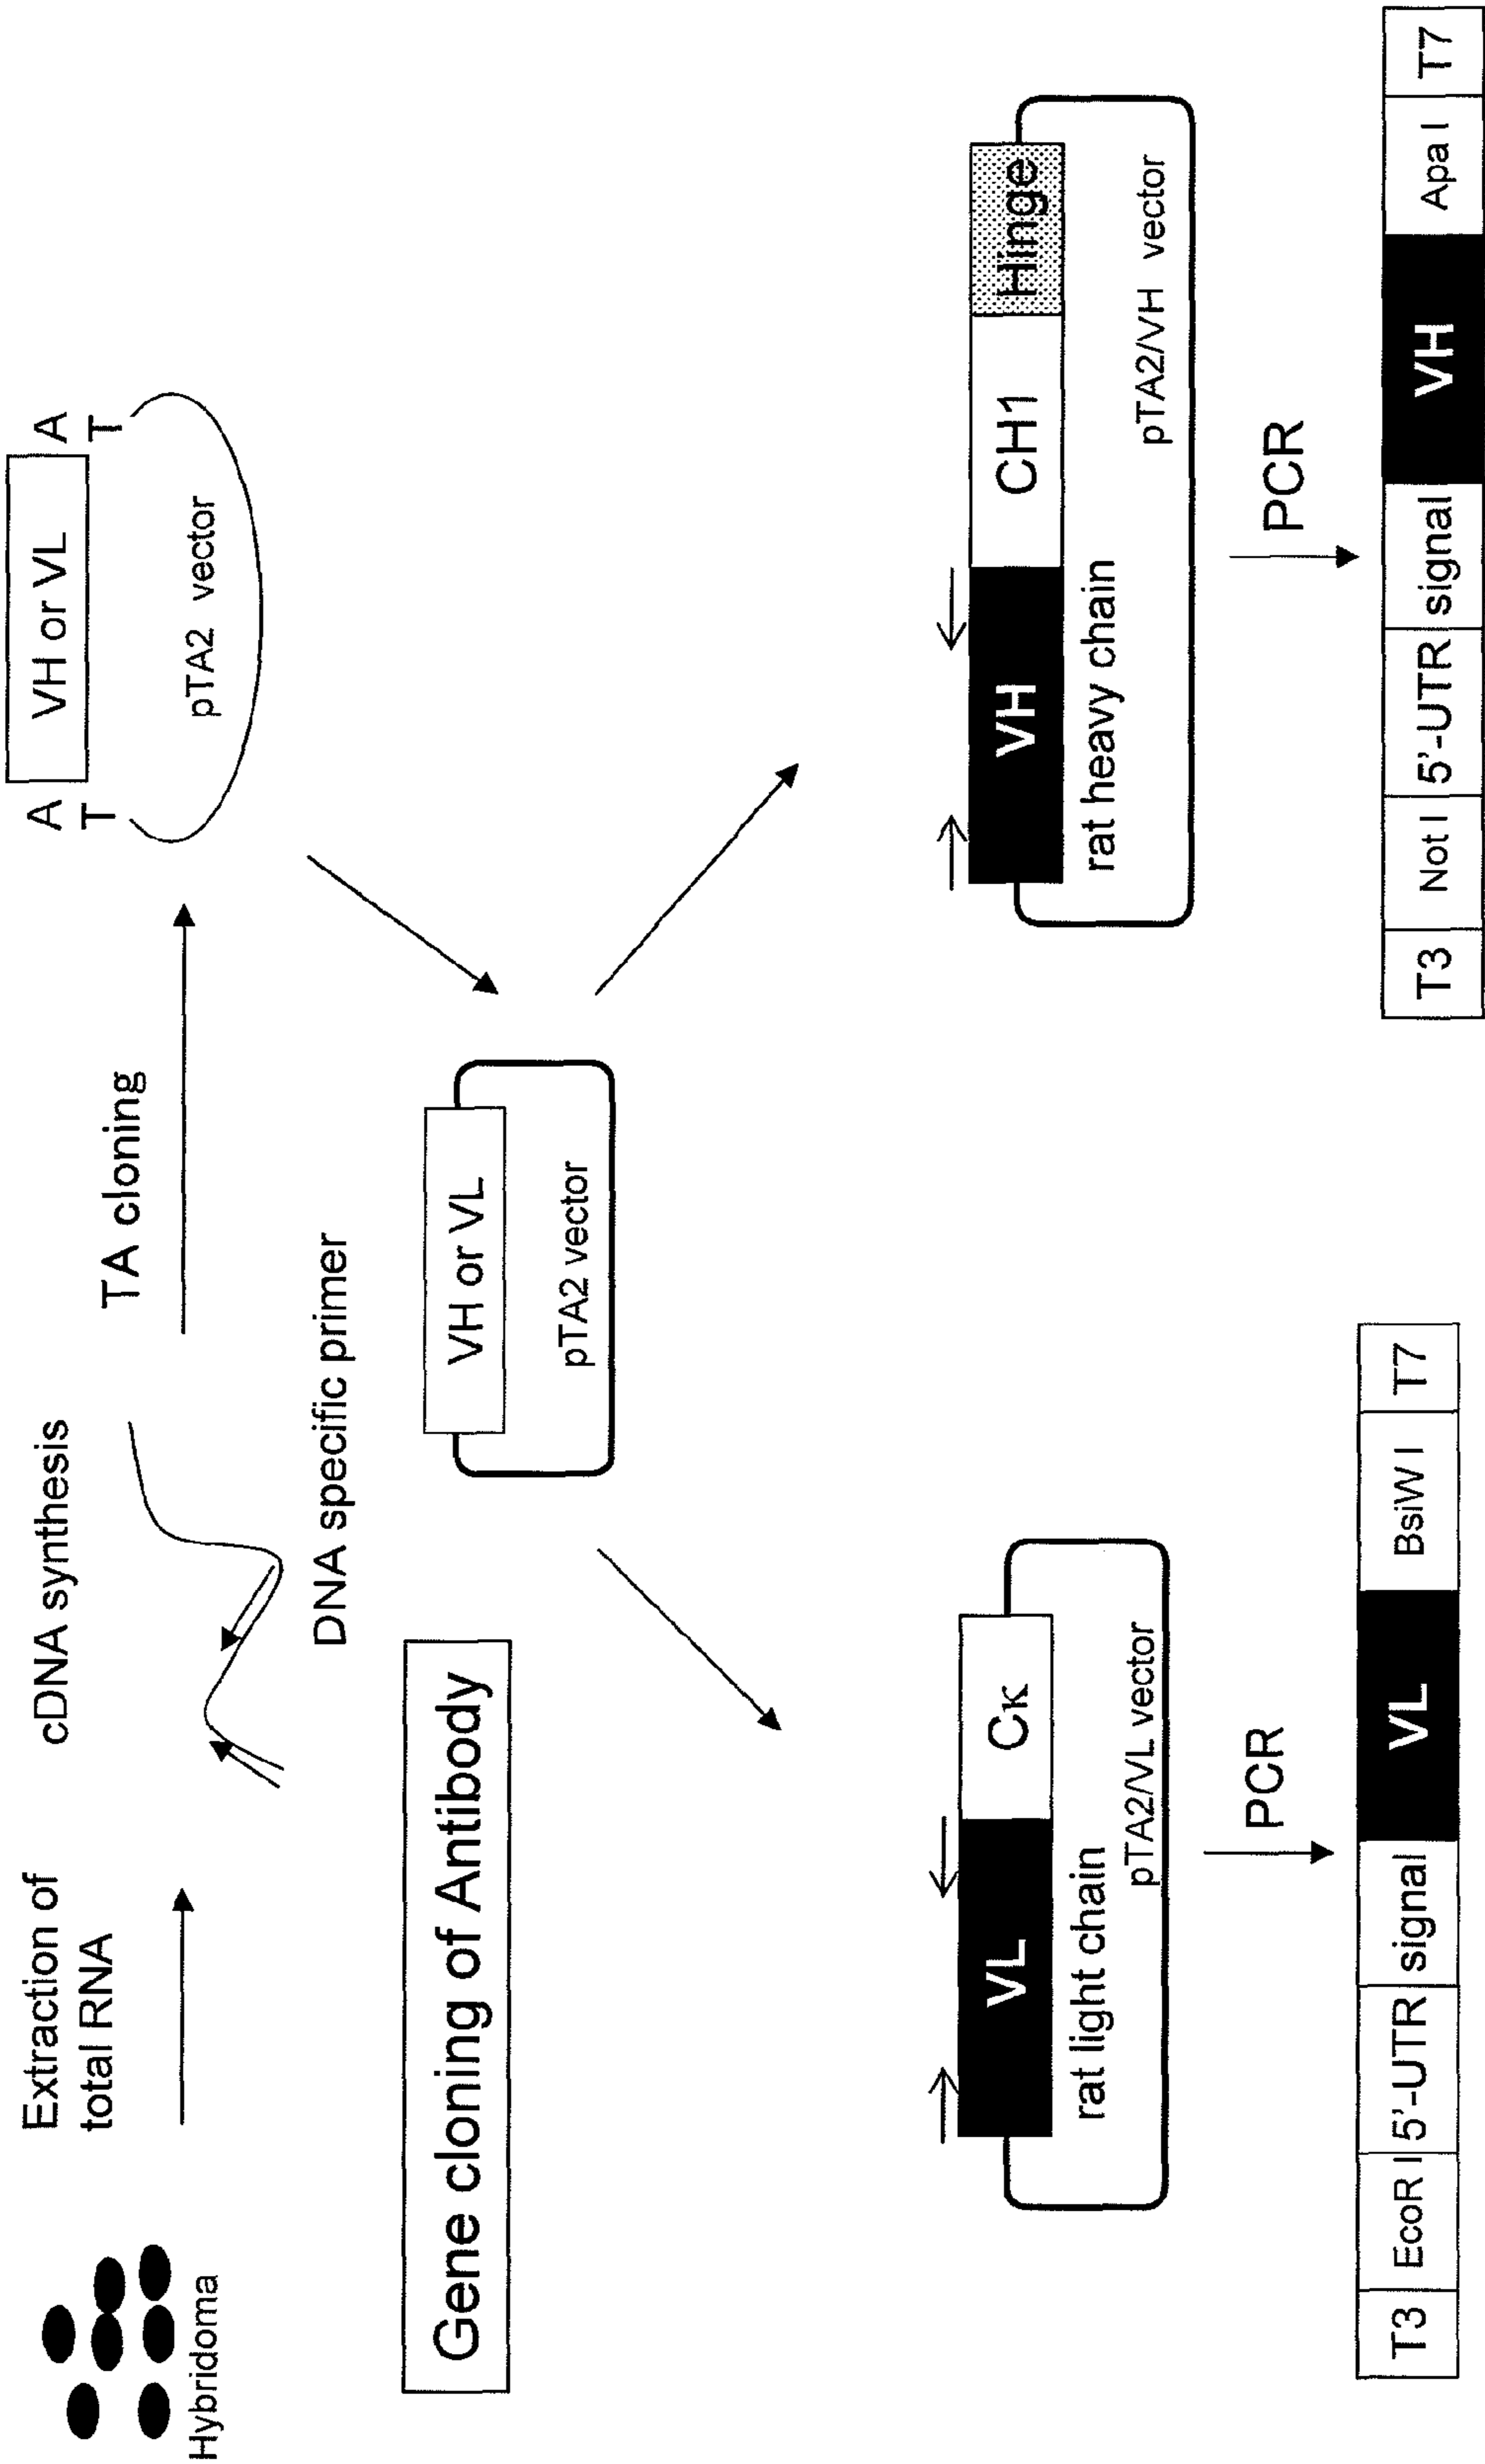 Hybridoma
Extraction of
total RNA
cDNA synthesis
DNA specific primer
TA cloning
A
VH or VL
A
T
T
pTA2 vector
Gene cloning of Antibody
VH or VL
pTA2 vector
VL
Cκ
rat light chain
pTA2/VL vector
PCR
T3
EcoR I
5'-UTR
signal
VL
BsiW I
T7
VH
CH1
Hinge
rat heavy chain
pTA2/VH vector
PCR
T3
Not I
5'-UTR
signal
VH
Apa I
T7